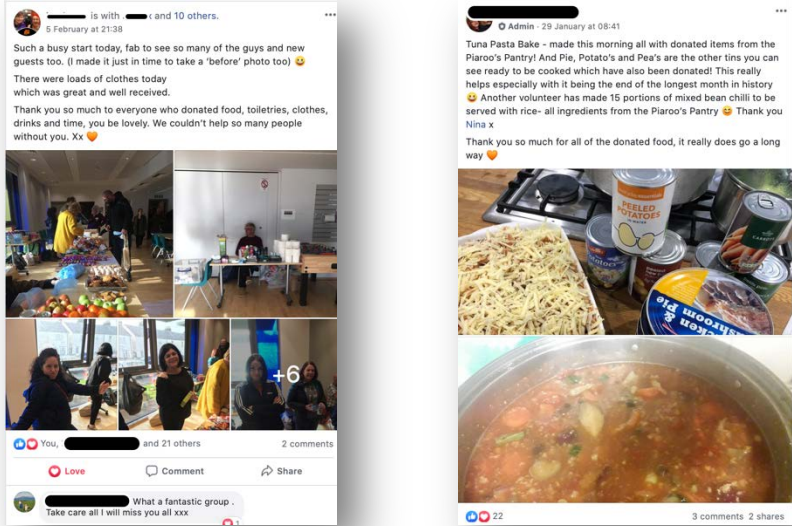 is with
and 10 others.
5 February at 21:38
Such a busy start today, fab to see so many of the guys and new
guests too. (I made it just in time to take a 'before' photo too) 😃
There were loads of clothes today
which was great and well received.
Thank you so much to everyone who donated food, toiletries, clothes,
drinks and time, you be lovely. We couldn't help so many people
without you. Xx 🧡
+6
You,
and 21 others
2 comments
Love
Comment
Share
What a fantastic group .
Take care all I will miss you all xxx
1
Admin · 29 January at 08:41
Tuna Pasta Bake - made this morning all with donated items from the
Piaroo's Pantry! And Pie, Potato's and Pea's are the other tins you can
see ready to be cooked which have also been donated! This really
helps especially with it being the end of the longest month in history
😃 Another volunteer has made 15 portions of mixed bean chilli to be
served with rice- all ingredients from the Piaroo's Pantry 😊 Thank you
Nina x
Thank you so much for all of the donated food, it really does go a long
way 🧡
PEELED
POTATOES
IN WATER
CARROTS
22
3 comments 2 shares